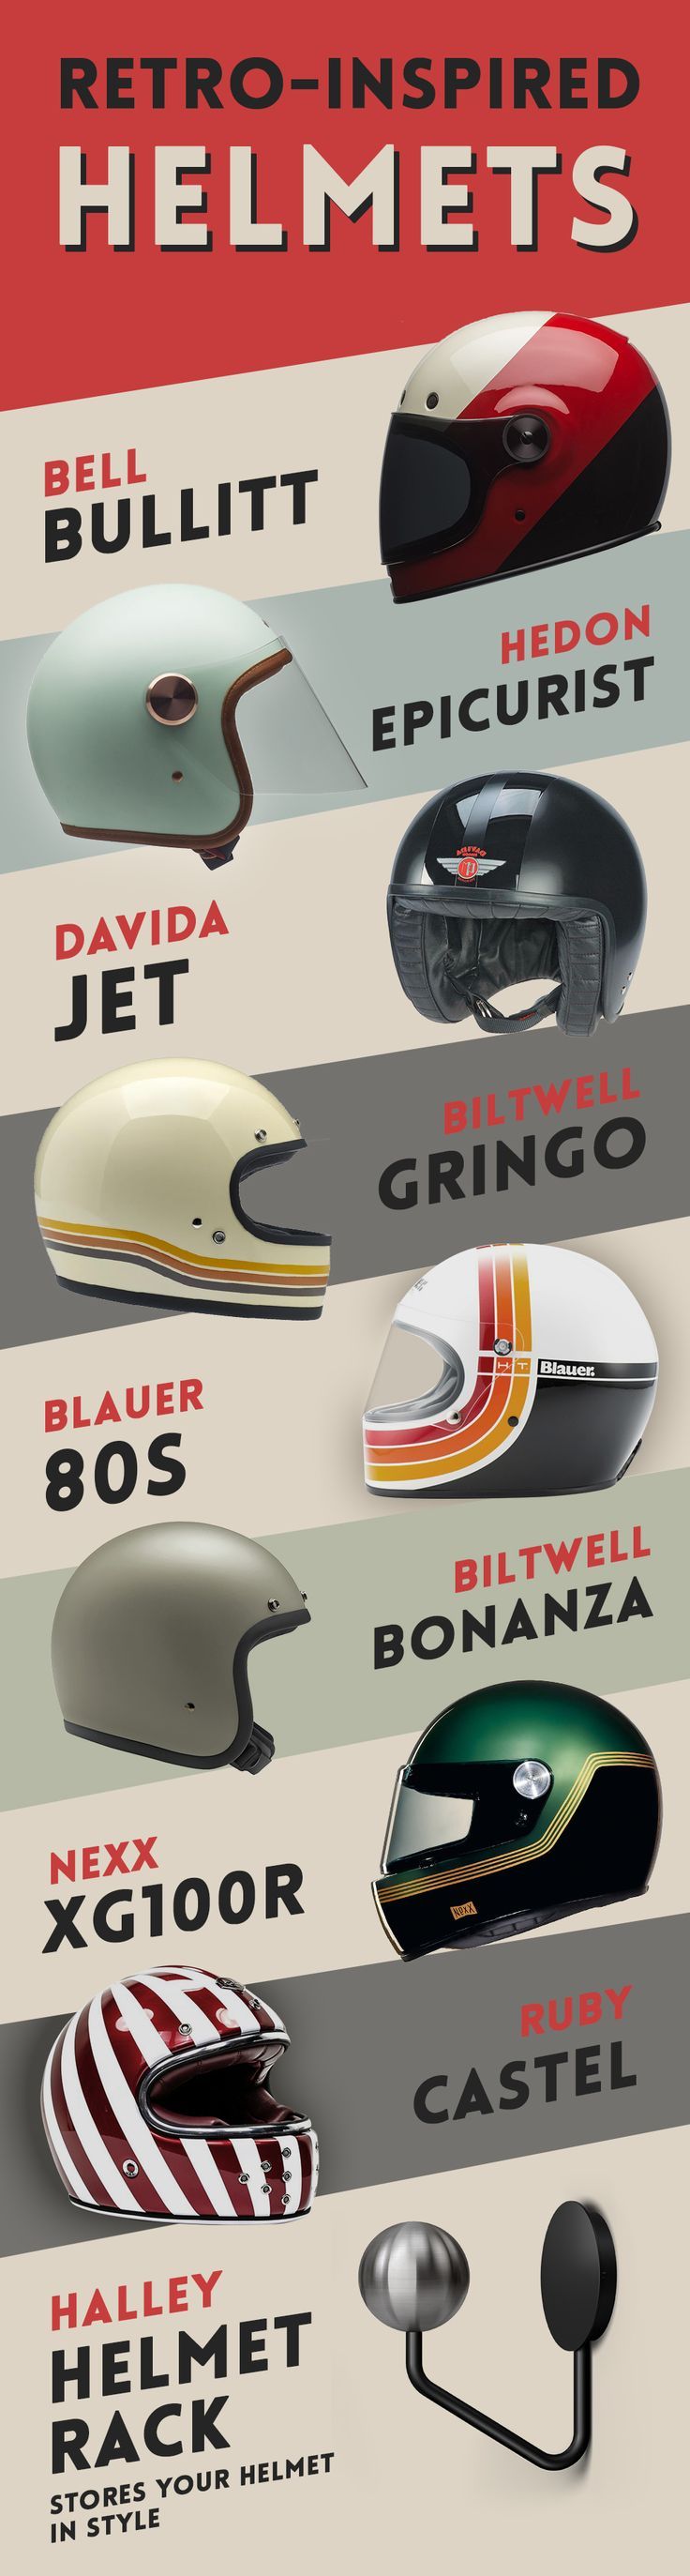 RETRO-INSPIRED
HELMETS
BELL
BULLITT
HEDON
EPICURIST
DAVIDA
JET
BILTWELL
GRINGO
Blauer.
H T
BLAUER
80S
BILTWELL
BONANZA
NEXX
XG100R
NEXX
RUBY
CASTEL
HALLEY
HELMET
RACK
STORES YOUR HELMET
IN STYLE